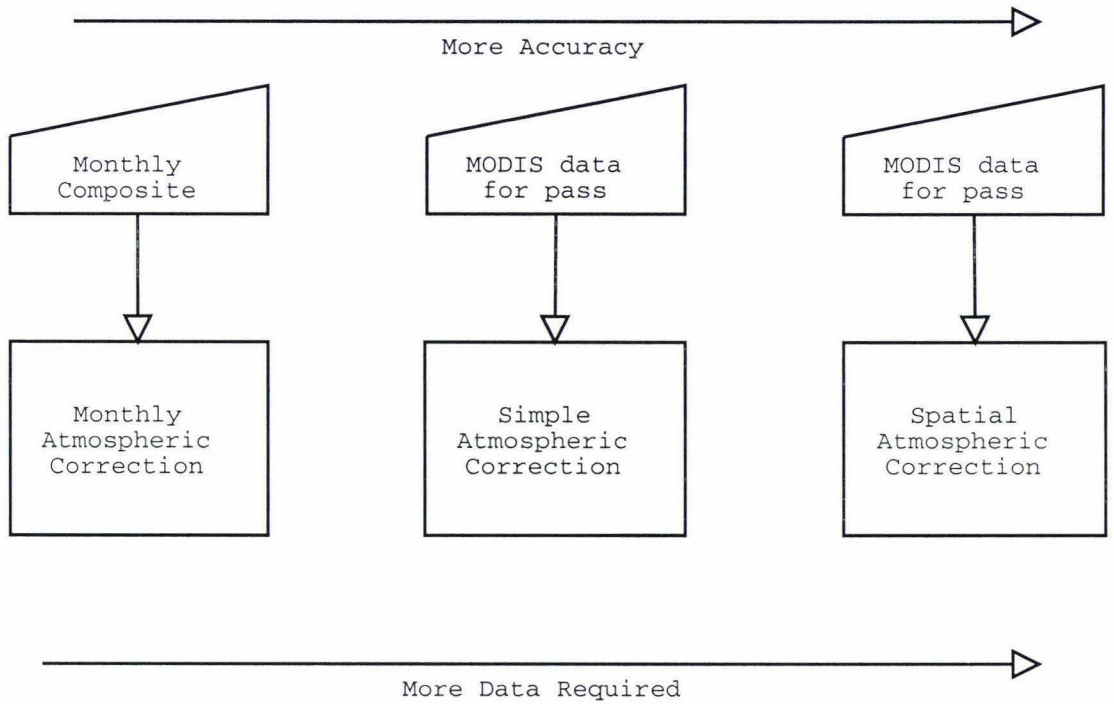 More Accuracy
Monthly
Composite
MODIS data
for pass
MODIS data
for pass
Monthly
Atmospheric
Correction
Simple
Atmospheric
Correction
Spatial
Atmospheric
Correction
More Data Required